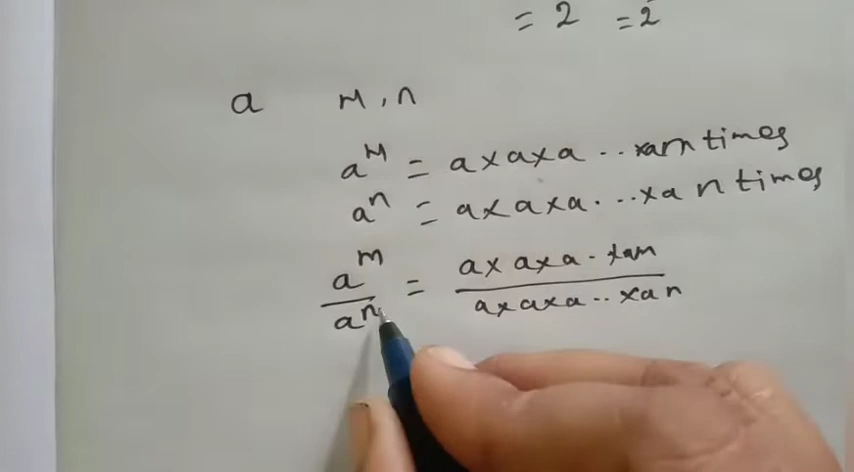 = 2 = 2
a m, n
a^m = a x a x a .. x a m times
a^n = a x a x a . .. x a n times
a^m / a^n = a x a x a . x a m / a x a x a .. x a n